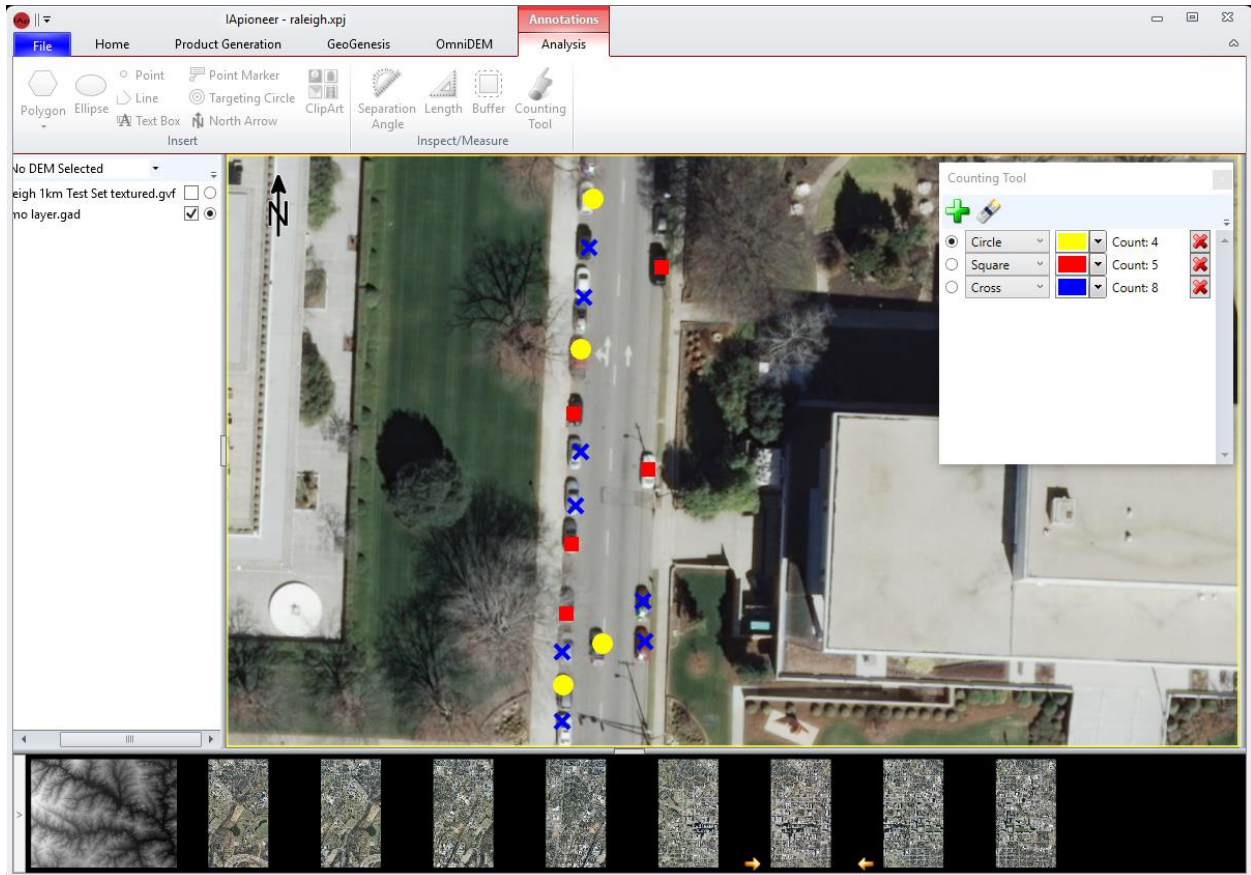 IAp IApioneer - raleigh.xpj Annotations
File Home Product Generation GeoGenesis OmniDEM Analysis
Polygon
Ellipse
Point
Line
Text Box
Point Marker
Targeting Circle
North Arrow
ClipArt
Insert
Separation
Angle
Length
Buffer
Counting
Tool
Inspect/Measure
No DEM Selected
eigh 1km Test Set textured.gvf
mo layer.gad
N
Counting Tool
Circle Count: 4
Square Count: 5
Cross Count: 8